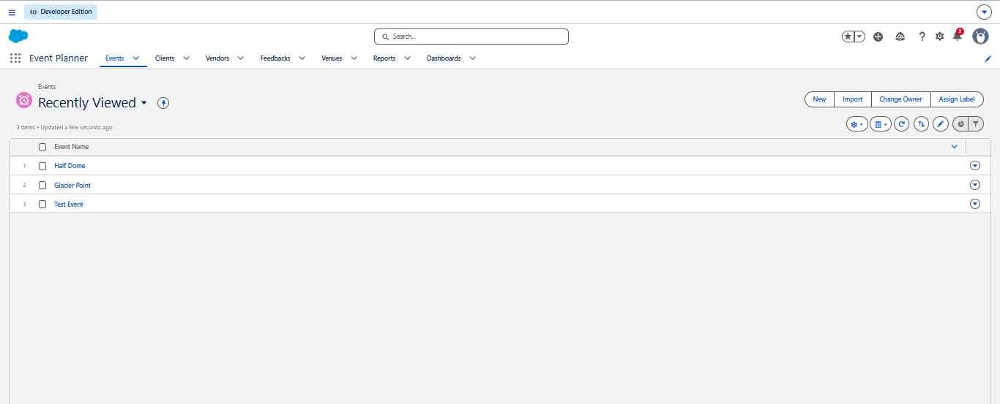 Developer Edition
Search...
2
Event Planner Events Clients Vendors Feedbacks Venues Reports Dashboards
Events
Recently Viewed
New Import Change Owner Assign Label
3 items • Updated a few seconds ago
Event Name
1 Half Dome
2 Glacier Point
3 Test Event